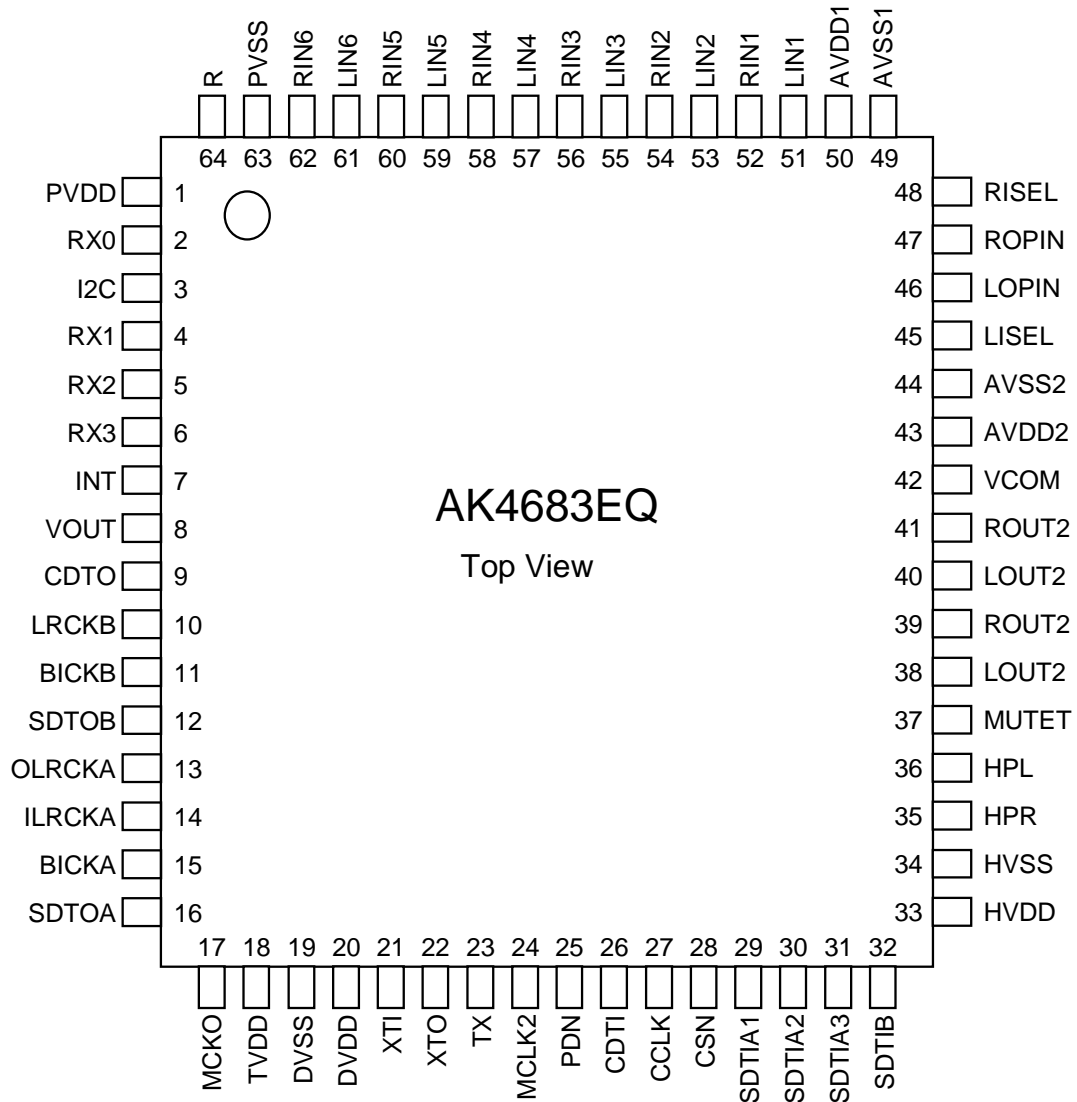 R PVSS RIN6 LIN6 RIN5 LIN5 RIN4 LIN4 RIN3 LIN3 RIN2 LIN2 RIN1 LIN1 AVDD1 AVSS1
64 63 62 61 60 59 58 57 56 55 54 53 52 51 50 49
PVDD 1 48 RISEL
RX0 2 47 ROPIN
I2C 3 46 LOPIN
RX1 4 45 LISEL
RX2 5 44 AVSS2
RX3 6 43 AVDD2
INT 7 42 VCOM
AK4683EQ
VOUT 8 41 ROUT2
Top View
CDTO 9 40 LOUT2
LRCKB 10 39 ROUT2
BICKB 11 38 LOUT2
SDTOB 12 37 MUTET
OLRCKA 13 36 HPL
ILRCKA 14 35 HPR
BICKA 15 34 HVSS
SDTOA 16 33 HVDD
17 18 19 20 21 22 23 24 25 26 27 28 29 30 31 32
MCKO TVDD DVSS DVDD XTI XTO TX MCLK2 PDN CDTI CCLK CSN SDTIA1 SDTIA2 SDTIA3 SDTIB